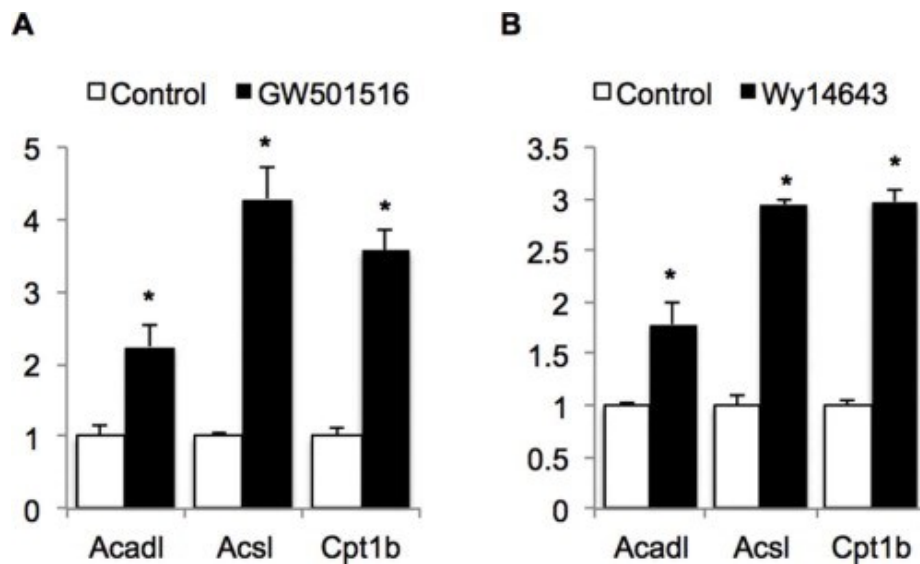 A
Control GW501516
5
4
3
2
1
0
* * *
Acadl Acsl Cpt1b
B
Control Wy14643
3.5
3
2.5
2
1.5
1
0.5
0
* * *
Acadl Acsl Cpt1b